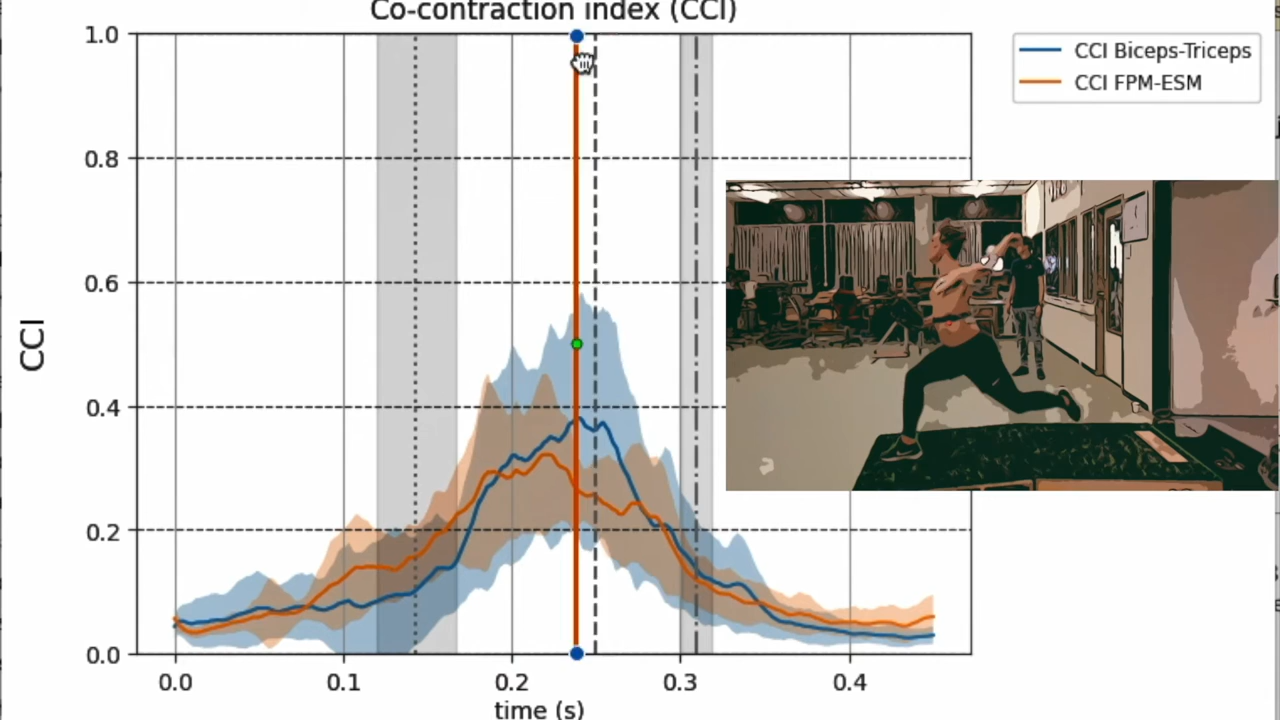 Co-contraction index (CCI)
1.0
0.8
0.6
0.4
0.2
0.0
CCI
0.0 0.1 0.2 0.3 0.4
time (s)
CCI Biceps-Triceps
CCI FPM-ESM